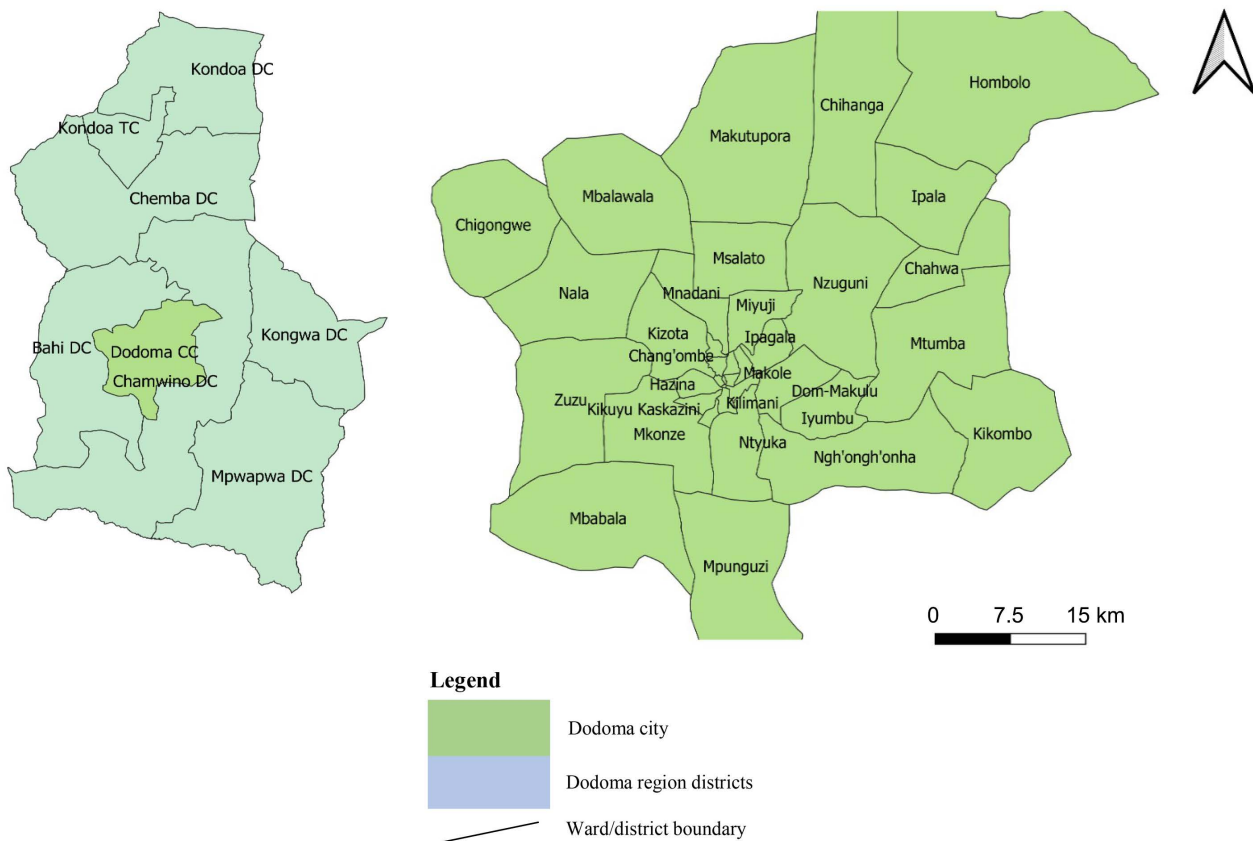 Kondoa DC
Kondoa TC
Chemba DC
Kongwa DC
Bahi DC
Dodoma CC
Chamwino DC
Mpwapwa DC
Hombolo
Chihanga
Makutupora
Ipala
Mbalawala
Chigongwe
Msalato
Chahwa
Nzuguni
Nala
Mnadani
Miyuji
Kizota
Ipagala
Mtumba
Chang'ombe
Makole
Hazina
Dom-Makulu
Zuzu
Kikuyu Kaskazini
Kilimani
Iyumbu
Mkonze
Ntyuka
Kikombo
Ngh'ongh'onha
Mbabala
Mpunguzi
0 7.5 15 km
Legend
Dodoma city
Dodoma region districts
Ward/district boundary